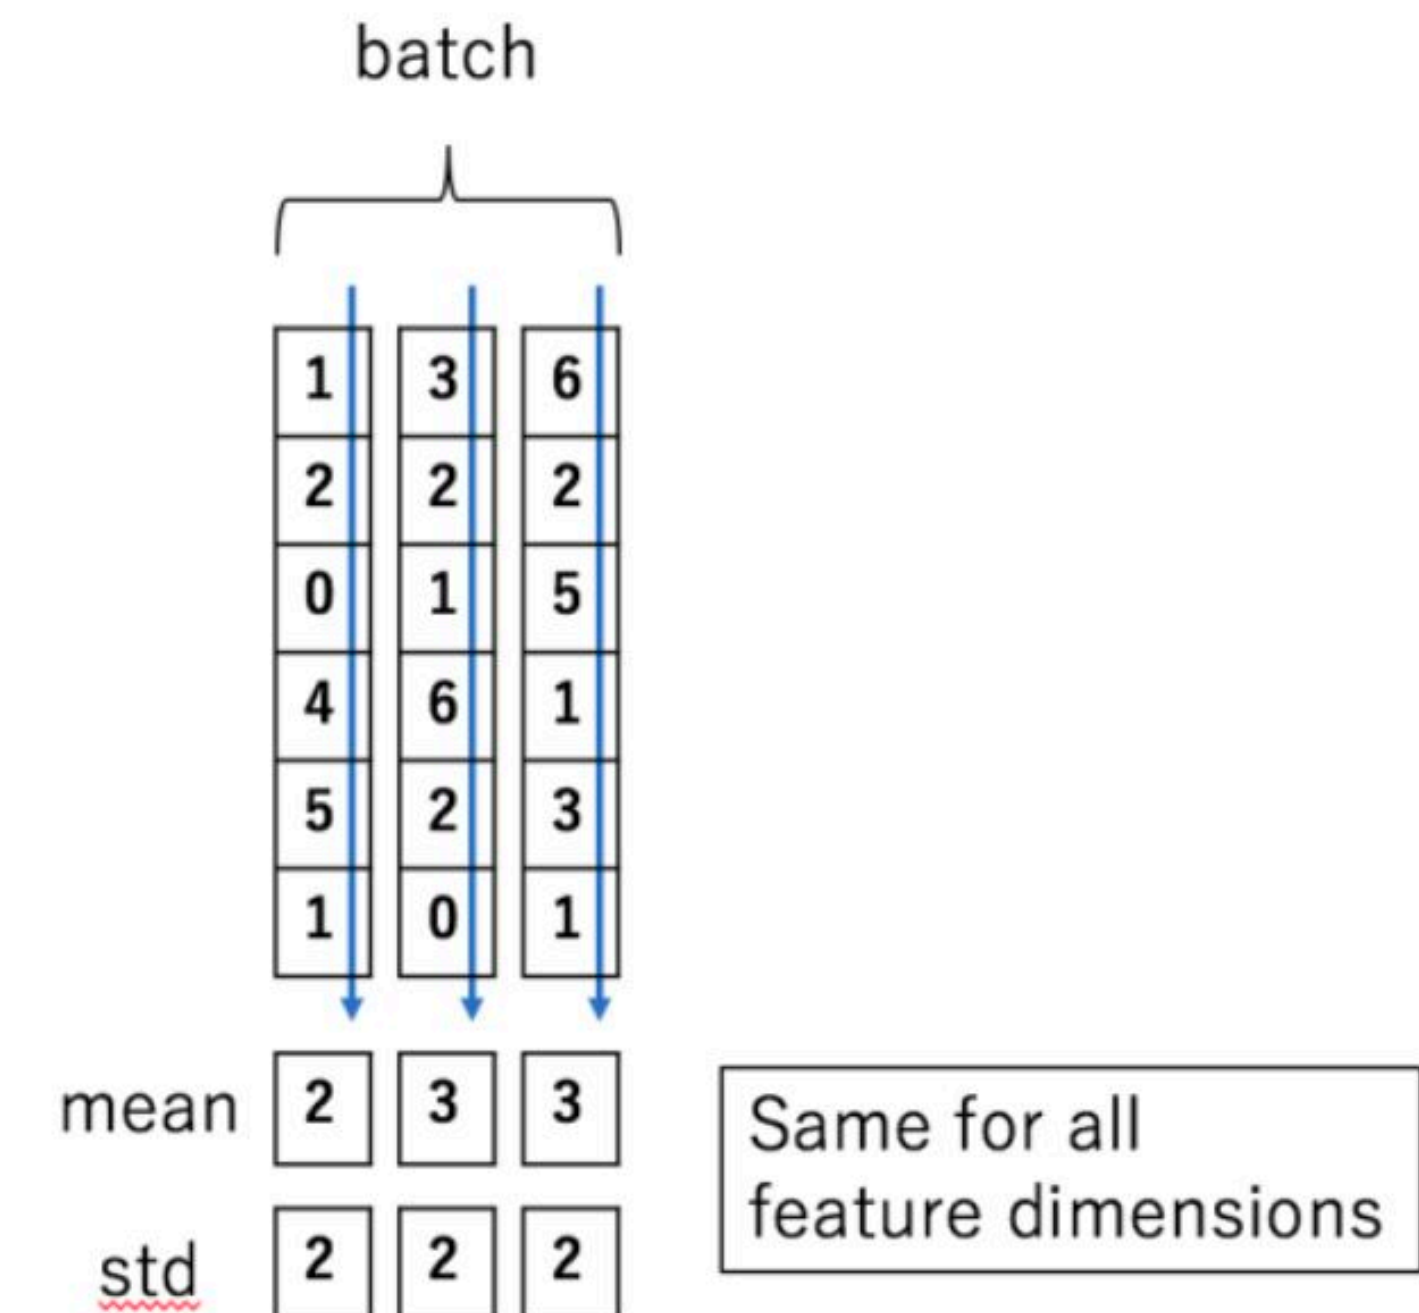 batch
1 3 6
2 2 2
0 1 5
4 6 1
5 2 3
1 0 1
mean 2 3 3
Same for all
feature dimensions
std 2 2 2